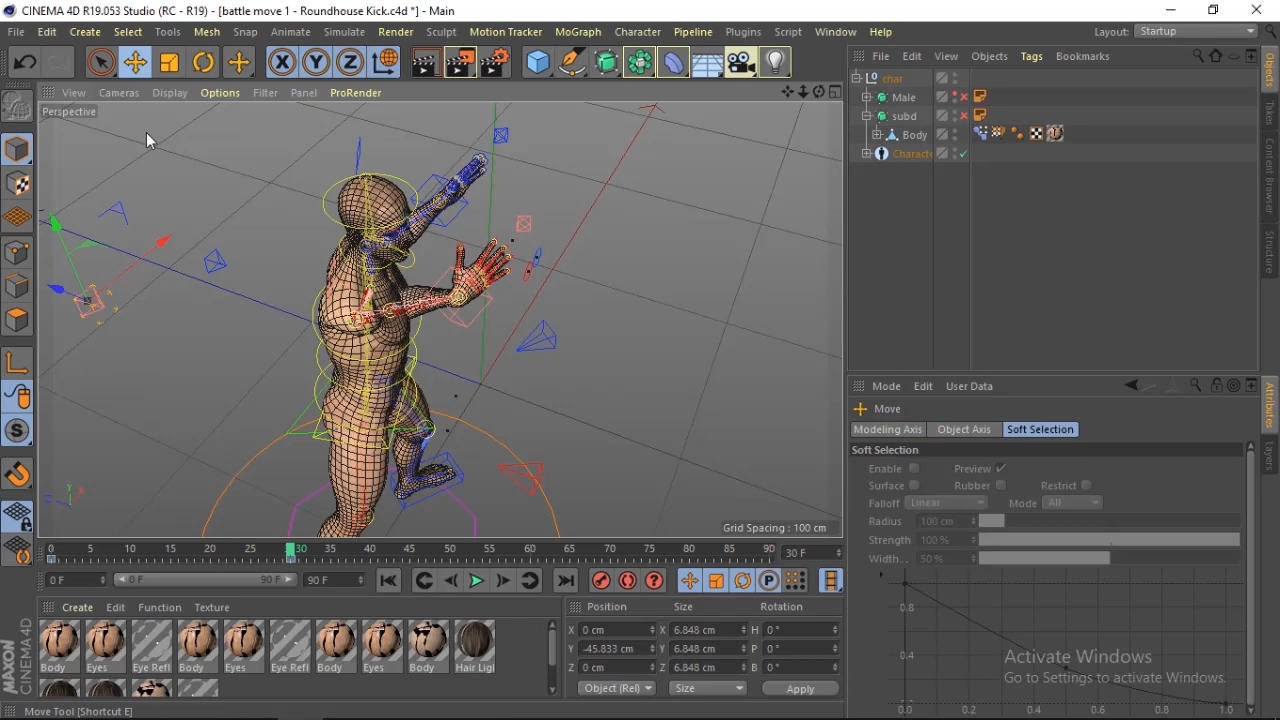 CINEMA 4D R19.053 Studio (RC - R19) - [battle move 1 - Roundhouse Kick.c4d *] - Main
File Edit Create Select Tools Mesh Snap Animate Simulate Render Sculpt Motion Tracker MoGraph Character Pipeline Plugins Script Window Help Layout: Startup
File Edit View Objects Tags Bookmarks
View Cameras Display Options Filter Panel ProRender
Perspective
char
Male
subd
Body
Charact
Objects
Takes
Content Browser
Structure
Mode Edit User Data
Move
Modeling Axis Object Axis Soft Selection
Soft Selection
Enable Preview
Surface Rubber Restrict
Falloff Linear Mode All
Radius 100 cm
Strength 100 %
Width.. 50 %
0.8
0.4
0.0 0.2 0.4 0.6 0.8 1.0
Attributes
Layers
Grid Spacing : 100 cm
0 5 10 15 20 25 30 35 40 45 50 55 60 65 70 75 80 85 90 30 F
0 F 0 F 90 F 90 F
Create Edit Function Texture
Body Eyes Eye Refl Body Eyes Eye Refl Body Eyes Body Hair Ligl
Position Size Rotation
X 0 cm X 6.848 cm H 0 °
Y -45.833 cm Y 6.848 cm P 0 °
Z 0 cm Z 6.848 cm B 0 °
Object (Rel) Size Apply
Activate Windows
Go to Settings to activate Windows.
MAXON
CINEMA 4D
Move Tool [Shortcut E]